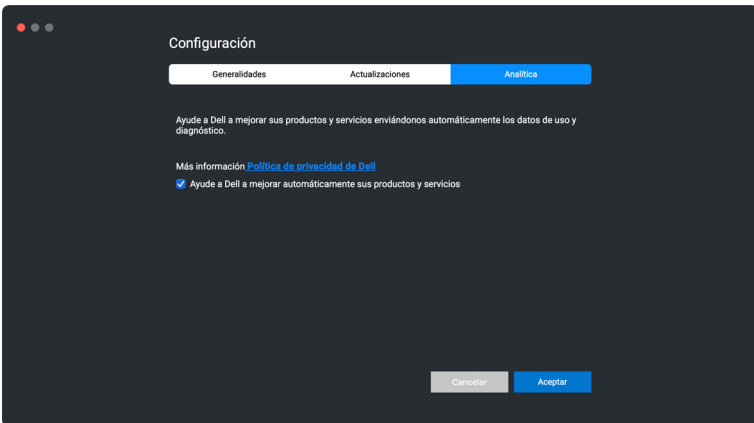 Configuración
Generalidades
Actualizaciones
Analítica
Ayude a Dell a mejorar sus productos y servicios enviándonos automáticamente los datos de uso y
diagnóstico.
Más información Política de privacidad de Dell
Ayude a Dell a mejorar automáticamente sus productos y servicios
Cancelar
Aceptar